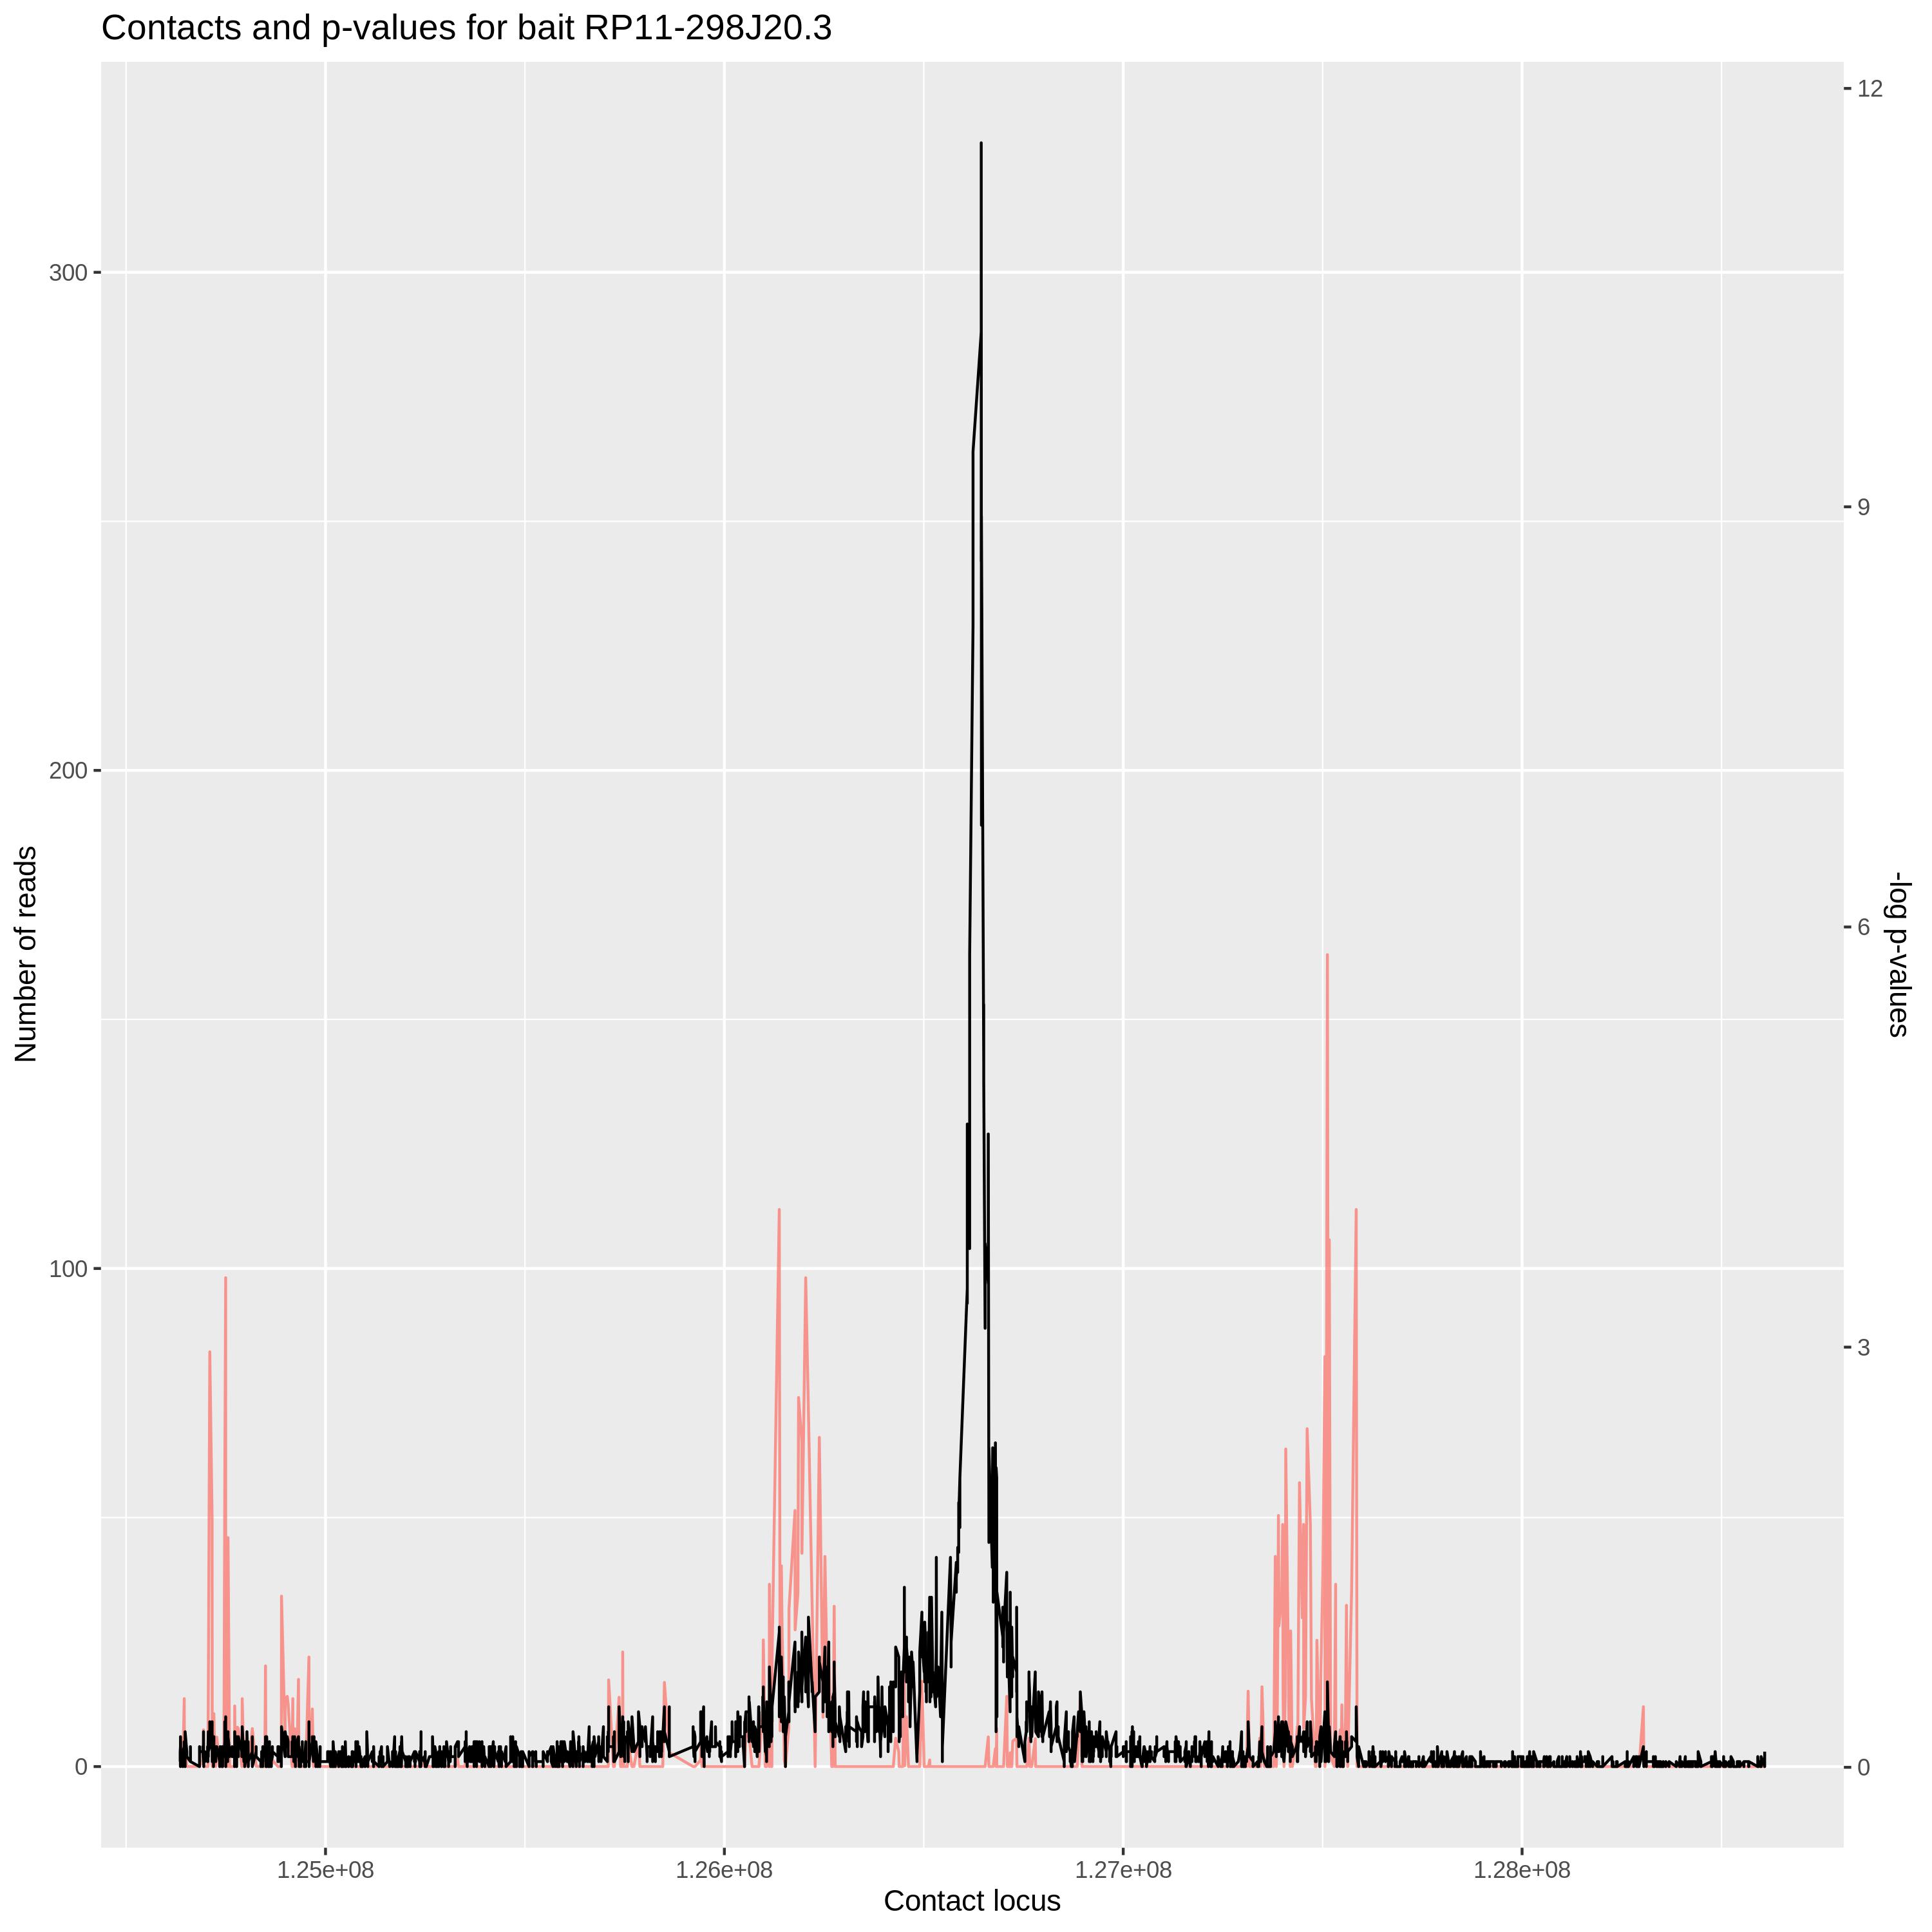 Contacts and p-values for bait RP11-298J20.3
300
200
100
0
12
9
6
3
0
Number of reads
-log p-values
1.25e+08 1.26e+08 1.27e+08 1.28e+08
Contact locus